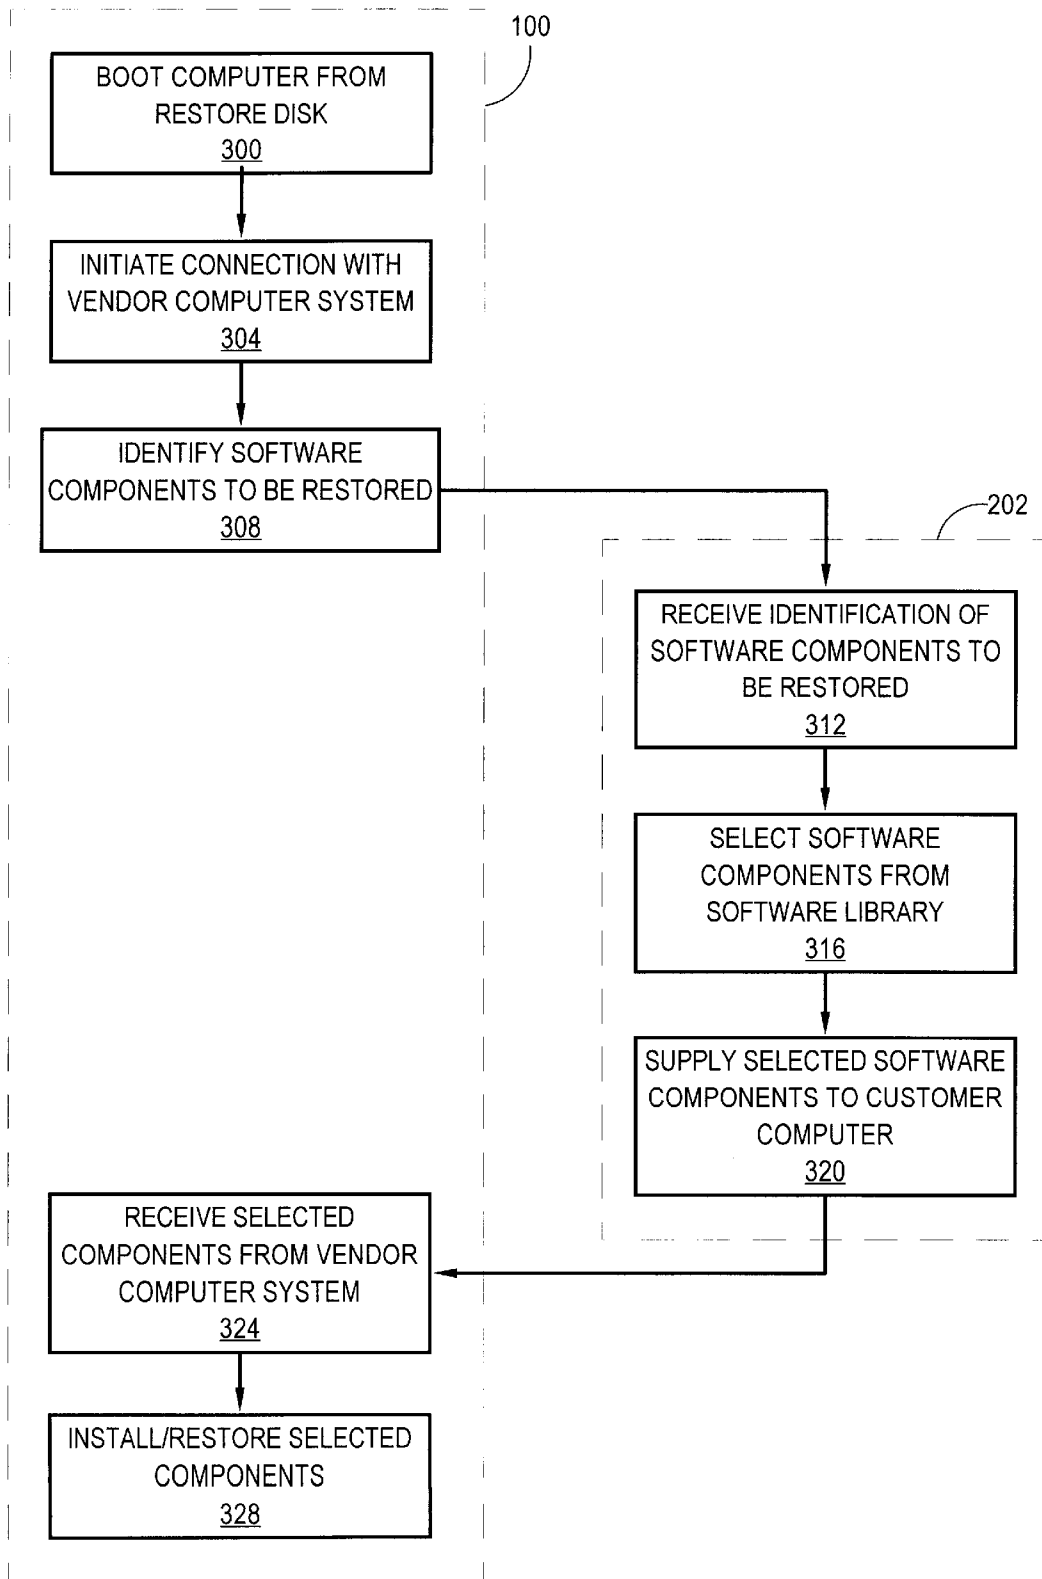 100
BOOT COMPUTER FROM
RESTORE DISK
300
INITIATE CONNECTION WITH
VENDOR COMPUTER SYSTEM
304
IDENTIFY SOFTWARE
COMPONENTS TO BE RESTORED
308
202
RECEIVE IDENTIFICATION OF
SOFTWARE COMPONENTS TO
BE RESTORED
312
SELECT SOFTWARE
COMPONENTS FROM
SOFTWARE LIBRARY
316
SUPPLY SELECTED SOFTWARE
COMPONENTS TO CUSTOMER
COMPUTER
320
RECEIVE SELECTED
COMPONENTS FROM VENDOR
COMPUTER SYSTEM
324
INSTALL/RESTORE SELECTED
COMPONENTS
328